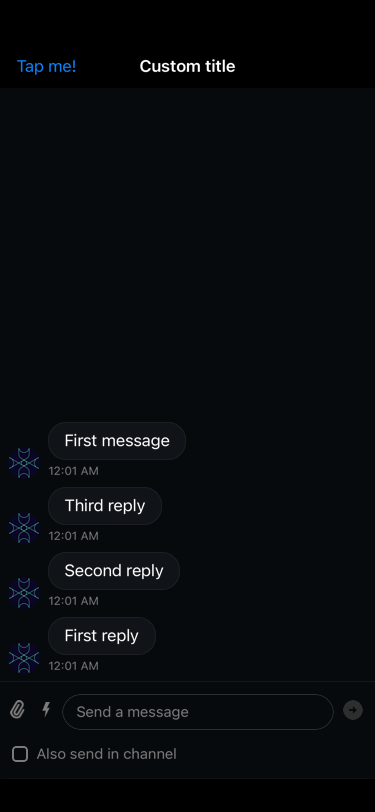 Tap me!
Custom title
First message
12:01 AM
Third reply
12:01 AM
Second reply
12:01 AM
First reply
12:01 AM
Send a message
Also send in channel